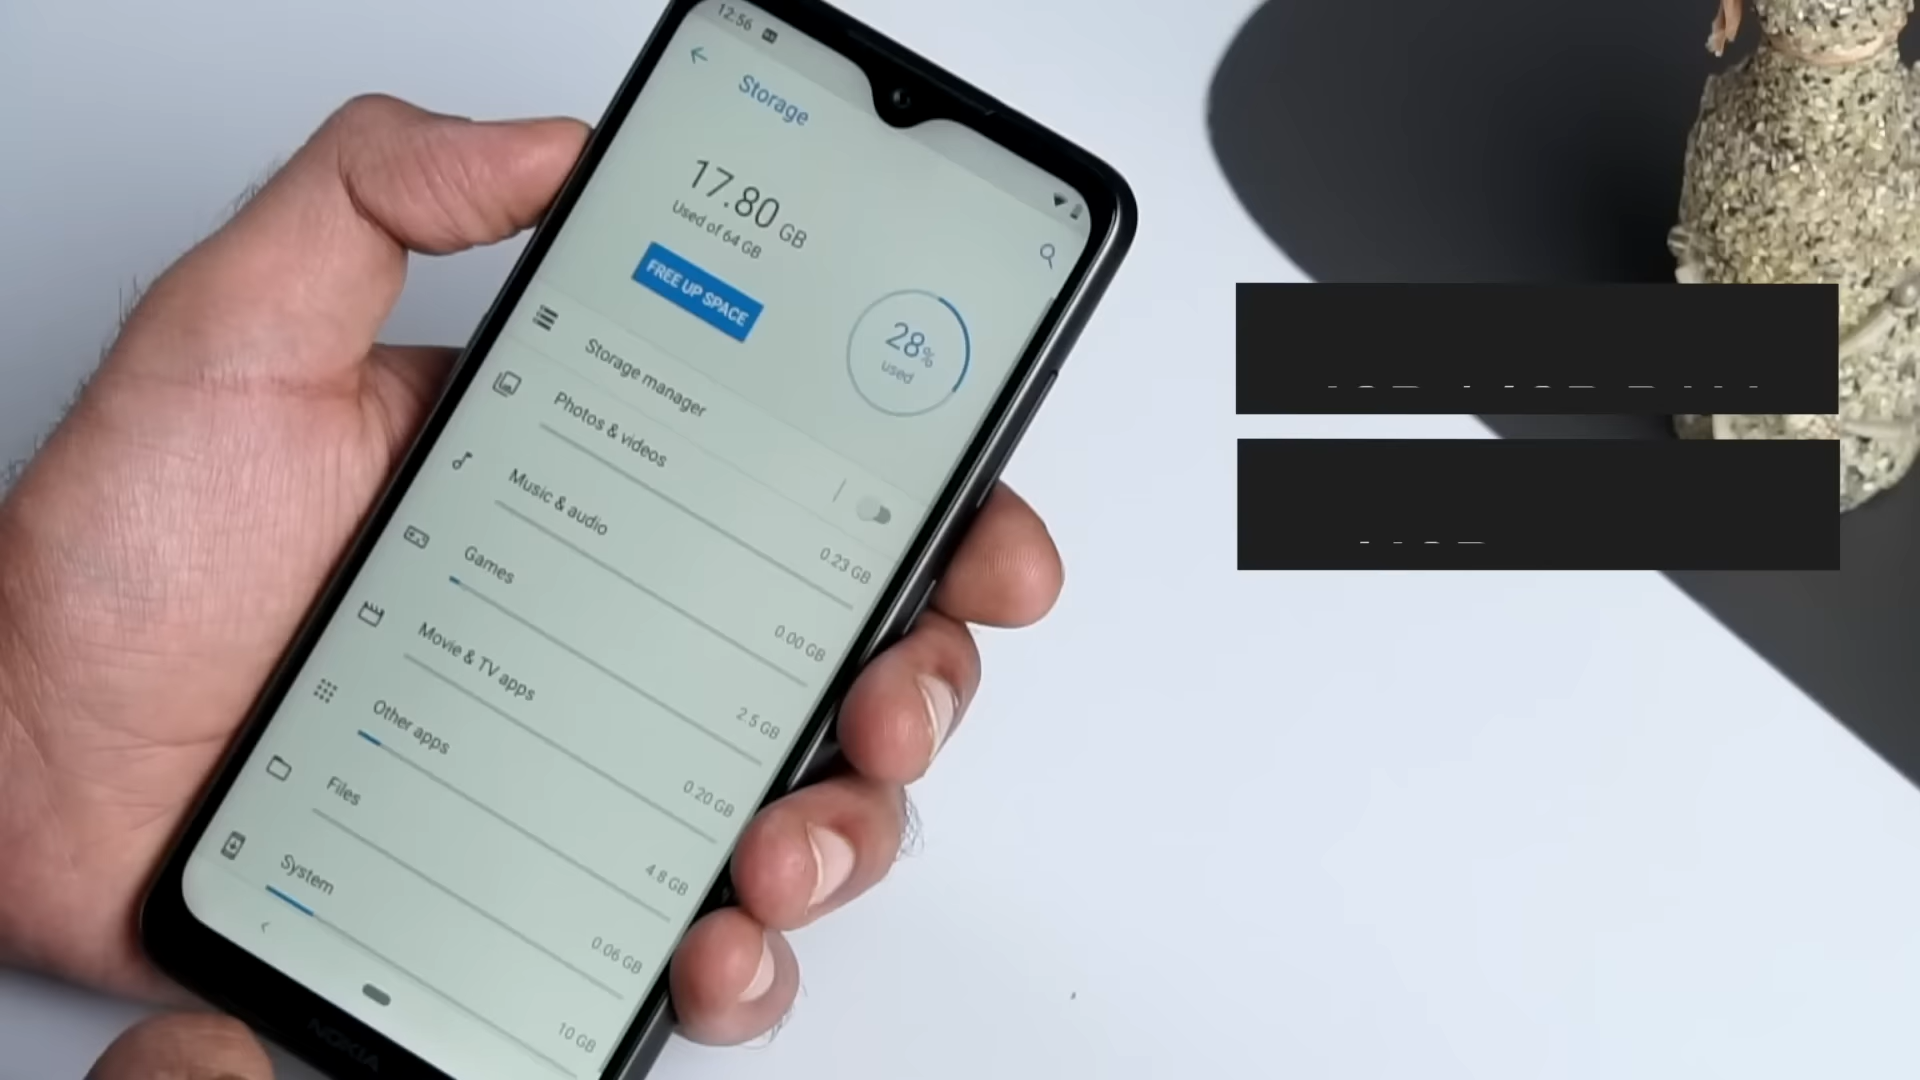 12:56
Storage
17.80 GB
Used of 64 GB
FREE UP SPACE
28%
used
Storage manager
Photos & videos
0.23 GB
Music & audio
0.00 GB
Games
2.5 GB
Movie & TV apps
0.20 GB
Other apps
4.8 GB
Files
0.06 GB
System
10 GB
NOKIA